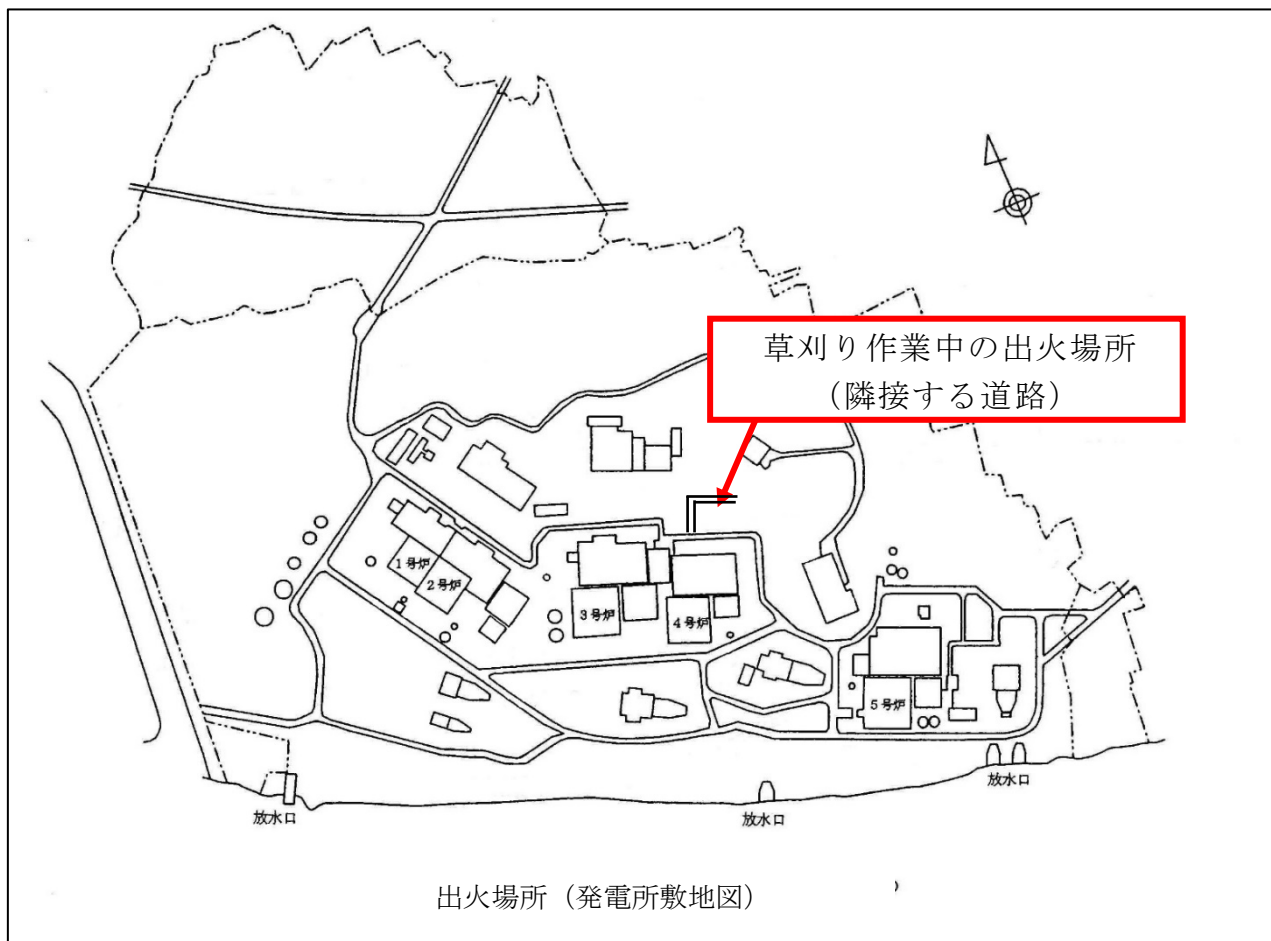 草刈り作業中の出火場所
（隣接する道路）
1号炉
2号炉
3号炉
4号炉
5号炉
放水口
放水口
放水口
出火場所（発電所敷地図）